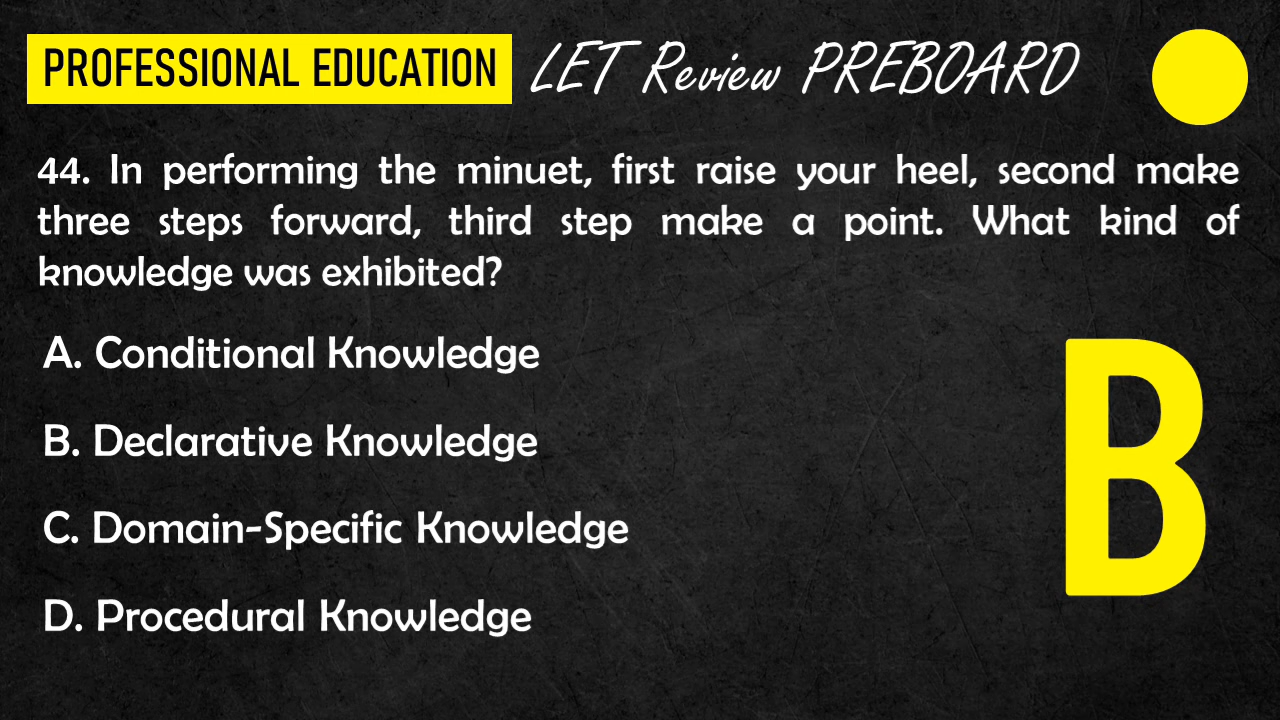 PROFESSIONAL EDUCATION LET Review PREBOARD
44. In performing the minuet, first raise your heel, second make
three steps forward, third step make a point. What kind of
knowledge was exhibited?
A. Conditional Knowledge
B. Declarative Knowledge
C. Domain-Specific Knowledge
D. Procedural Knowledge
B